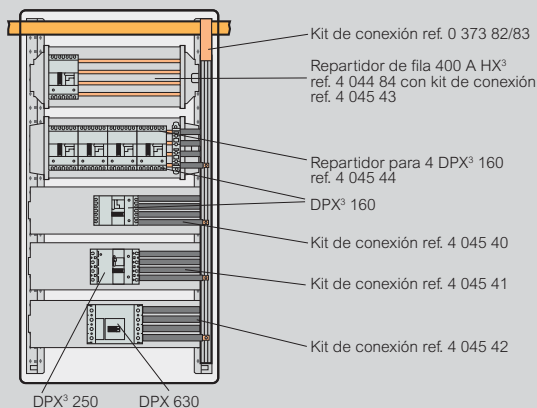 Kit de conexión ref. 0 373 82/83
Repartidor de fila 400 A HX³
ref. 4 044 84 con kit de conexión
ref. 4 045 43
Repartidor para 4 DPX³ 160
ref. 4 045 44
DPX³ 160
Kit de conexión ref. 4 045 40
Kit de conexión ref. 4 045 41
Kit de conexión ref. 4 045 42
DPX³ 250
DPX 630